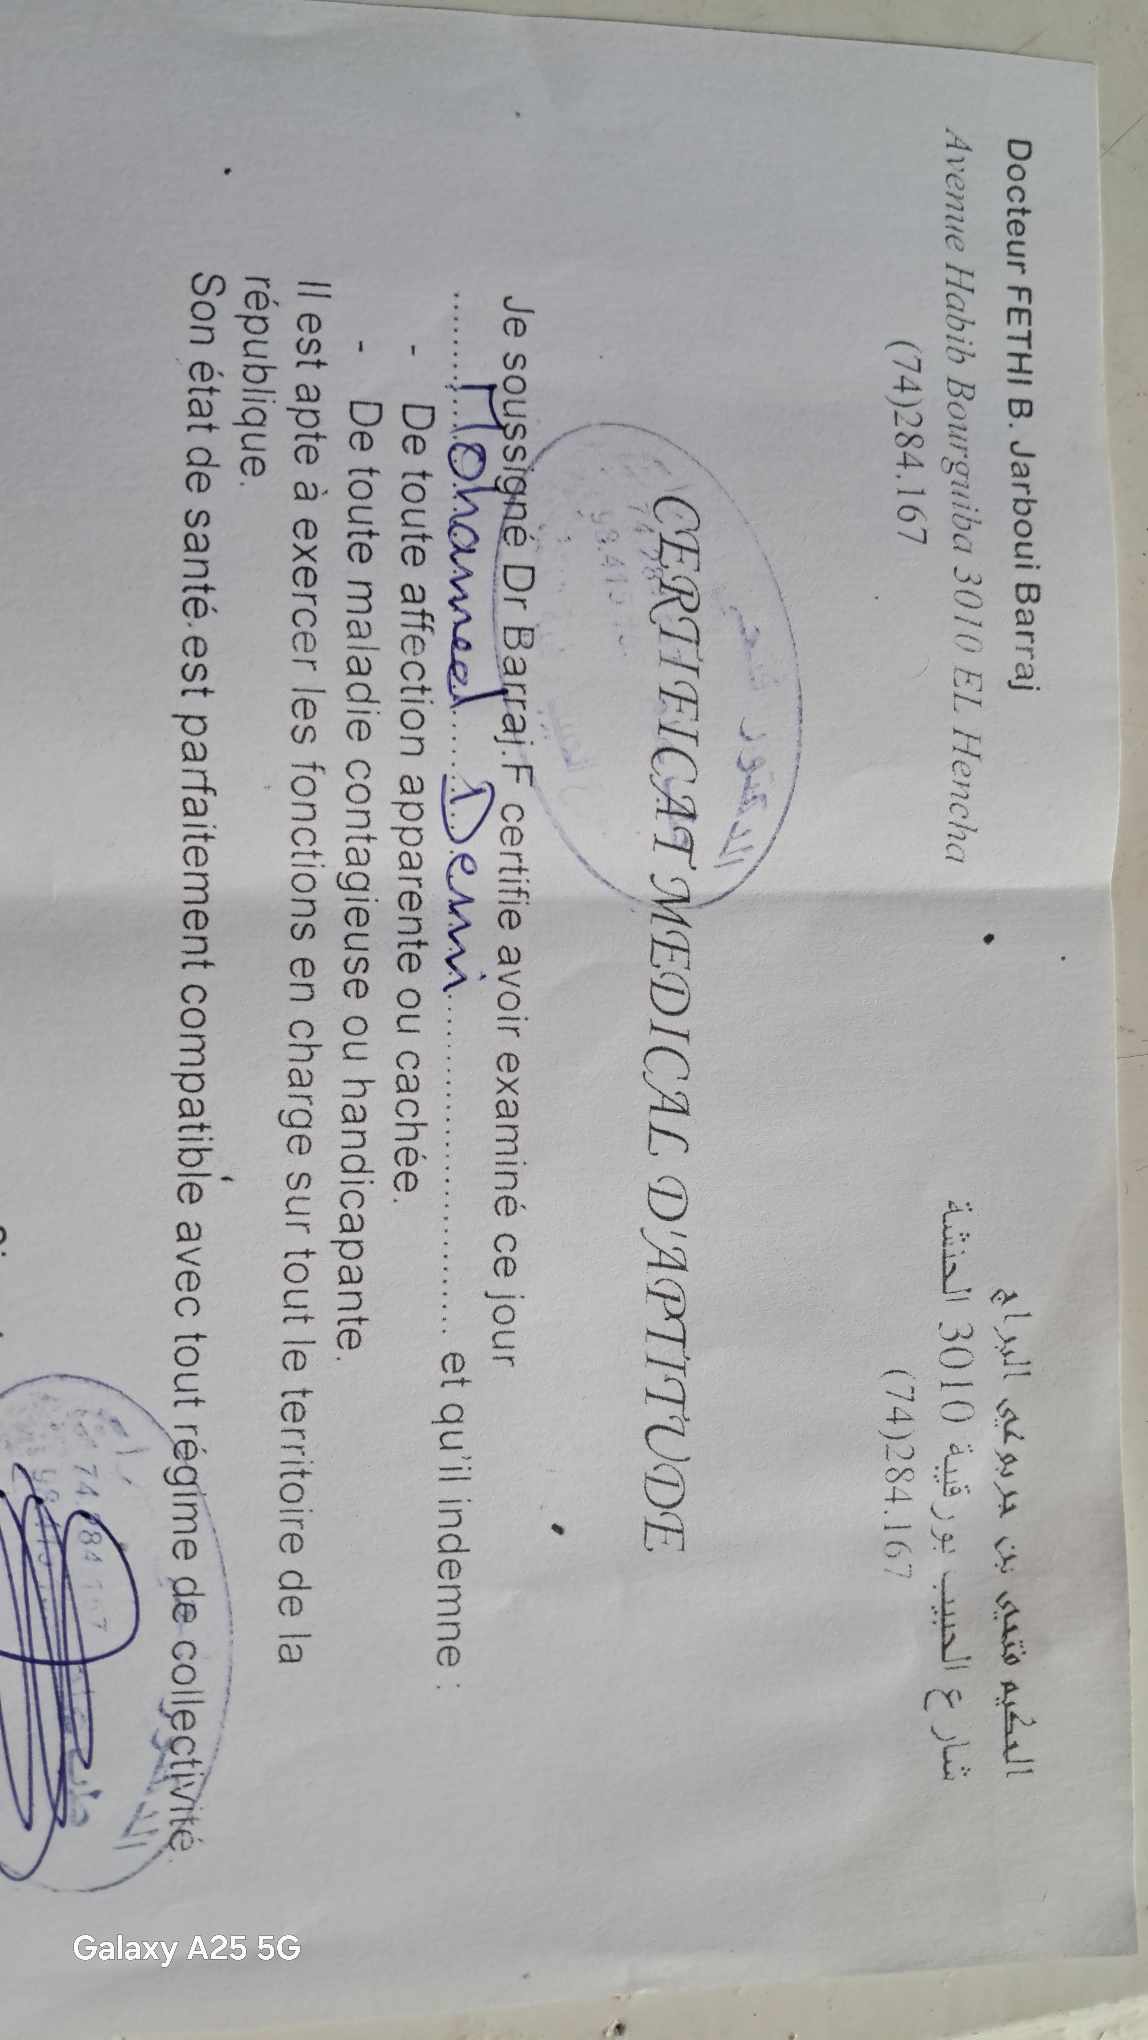 Docteur FETHI B. Jarboui Barraj
Avenue Habib Bourguiba 3010 EL Hencha
(74)284.167
الحكيم فتحي بن جربوعي البراج
شارع الحبيب بورقيبة 3010 الحنشة
(74)284.167
CERTIFICAT MEDICAL D'APTITUDE
Je soussigné Dr Barraj.F certifie avoir examiné ce jour
Mohamed Demi et qu'il indemne :
- De toute affection apparente ou cachée.
- De toute maladie contagieuse ou handicapante.
Il est apte à exercer les fonctions en charge sur tout le territoire de la
république.
Son état de santé est parfaitement compatible avec tout régime de collectivité.
74 284 167
Galaxy A25 5G